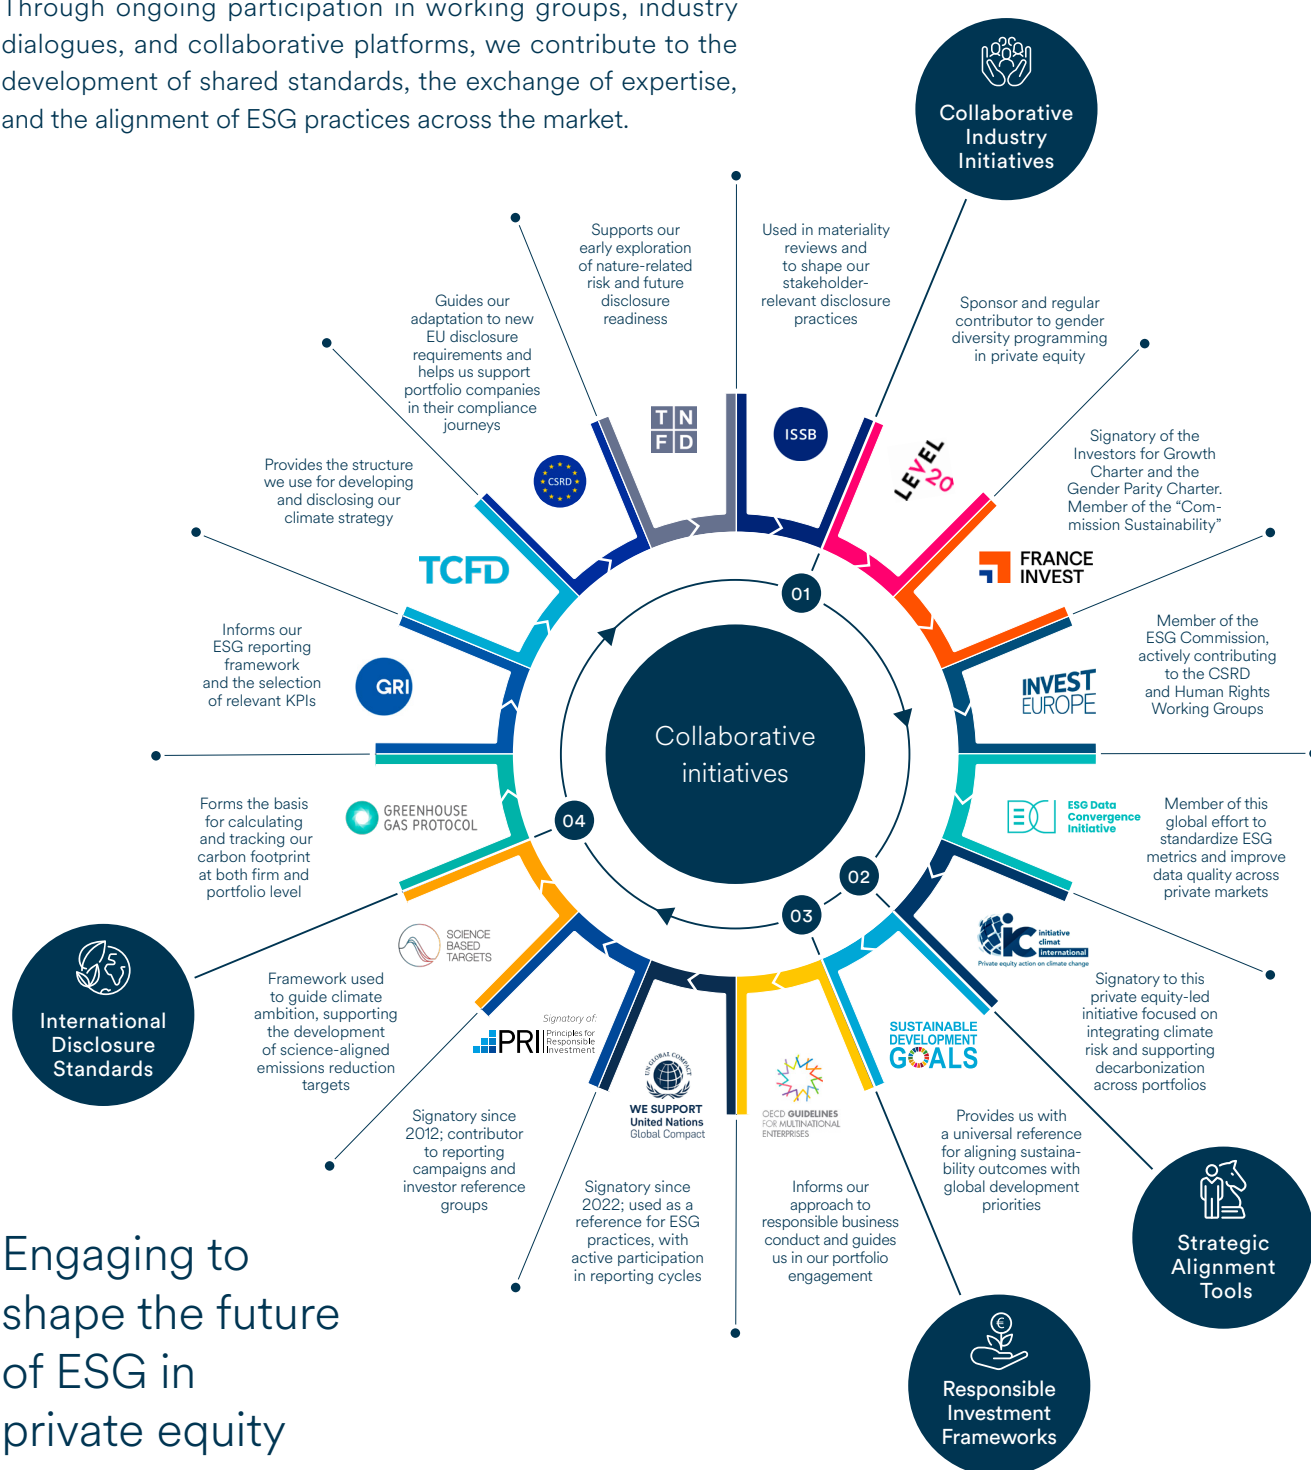 Through ongoing participation in working groups, industry
dialogues, and collaborative platforms, we contribute to the
development of shared standards, the exchange of expertise,
and the alignment of ESG practices across the market.
Collaborative
Industry
Initiatives
Used in materiality
reviews and
to shape our
stakeholder-
relevant disclosure
practices
ISSB
Sponsor and regular
contributor to gender
diversity programming
in private equity
LEVEL
20
Signatory of the
Investors for Growth
Charter and the
Gender Parity Charter.
Member of the “Com-
mission Sustainability”
FRANCE
INVEST
Member of the
ESG Commission,
actively contributing
to the CSRD
and Human Rights
Working Groups
INVEST
EUROPE
Member of this
global effort to
standardize ESG
metrics and improve
data quality across
private markets
ESG Data
Convergence
Initiative
Signatory to this
private equity-led
initiative focused on
integrating climate
risk and supporting
decarbonization
across portfolios
iC
initiative
climat
international
Private equity action on climate change
Strategic
Alignment
Tools
Provides us with
a universal reference
for aligning sustaina-
bility outcomes with
global development
priorities
SUSTAINABLE
DEVELOPMENT
GOALS
Responsible
Investment
Frameworks
Informs our
approach to
responsible business
conduct and guides
us in our portfolio
engagement
OECD GUIDELINES
FOR MULTINATIONAL
ENTERPRISES
Signatory since
2022; used as a
reference for ESG
practices, with
active participation
in reporting cycles
UN GLOBAL COMPACT
WE SUPPORT
United Nations
Global Compact
Signatory since
2012; contributor
to reporting
campaigns and
investor reference
groups
Signatory of:
PRI
Principles for
Responsible
Investment
Framework used
to guide climate
ambition, supporting
the development
of science-aligned
emissions reduction
targets
SCIENCE
BASED
TARGETS
International
Disclosure
Standards
Forms the basis
for calculating
and tracking our
carbon footprint
at both firm and
portfolio level
GREENHOUSE
GAS PROTOCOL
Informs our
ESG reporting
framework
and the selection
of relevant KPIs
GRI
Provides the structure
we use for developing
and disclosing our
climate strategy
TCFD
Guides our
adaptation to new
EU disclosure
requirements and
helps us support
portfolio companies
in their compliance
journeys
CSRD
Supports our
early exploration
of nature-related
risk and future
disclosure
readiness
TN
FD
01
02
03
04
Collaborative
initiatives
Engaging to
shape the future
of ESG in
private equity